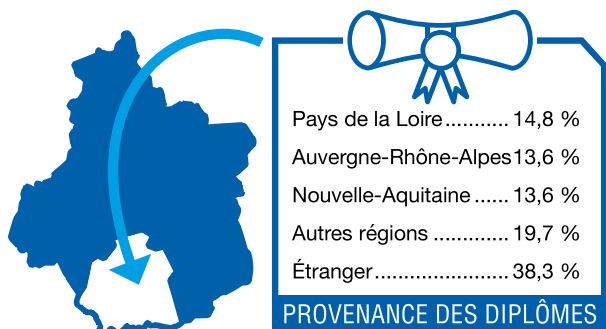 Pays de la Loire........... 14,8 %
Auvergne-Rhône-Alpes13,6 %
Nouvelle-Aquitaine...... 13,6 %
Autres régions ............. 19,7 %
Étranger....................... 38,3 %
PROVENANCE DES DIPLÔMES